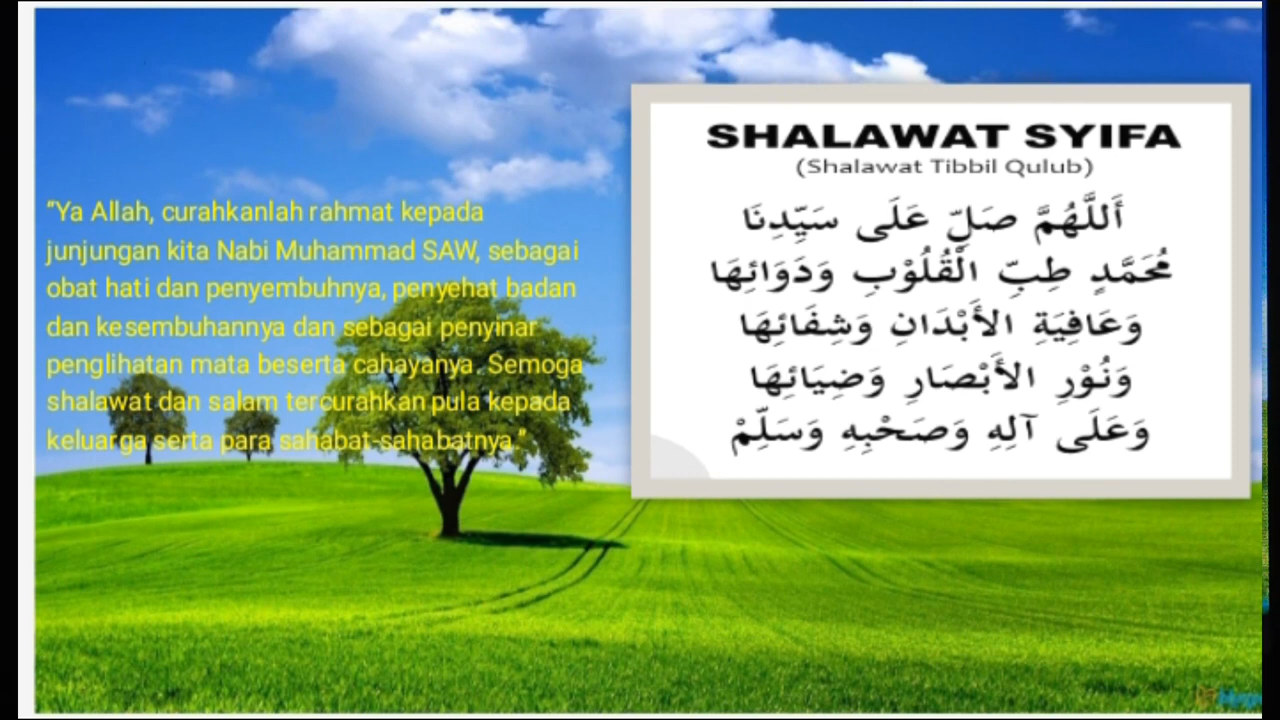 "Ya Allah, curahkanlah rahmat kepada
junjungan kita Nabi Muhammad SAW, sebagai
obat hati dan penyembuhnya, penyehat badan
dan kesembuhannya dan sebagai penyinar
penglihatan mata beserta cahayanya. Semoga
shalawat dan salam tercurahkan pula kepada
keluarga serta para sahabat-sahabatnya."
SHALAWAT SYIFA
(Shalawat Tibbil Qulub)
أَللَّهُمَّ صَلِّ عَلَى سَيِّدِنَا
مُحَمَّدٍ طِبِّ الْقُلُوْبِ وَدَوَائِهَا
وَعَافِيَةِ الأَبْدَانِ وَشِفَائِهَا
وَنُوْرِ الأَبْصَارِ وَضِيَائِهَا
وَعَلَى آلِهِ وَصَحْبِهِ وَسَلِّمْ